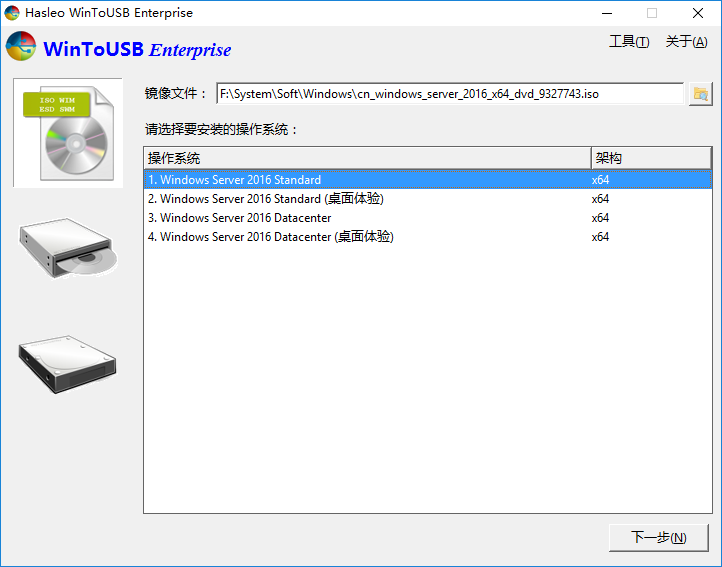 Hasleo WinToUSB Enterprise
WinToUSB Enterprise
工具(T) 关于(A)
ISO WIM
ESD SWM
镜像文件： F:\System\Soft\Windows\cn_windows_server_2016_x64_dvd_9327743.iso
请选择要安装的操作系统：
操作系统 架构
1. Windows Server 2016 Standard x64
2. Windows Server 2016 Standard (桌面体验) x64
3. Windows Server 2016 Datacenter x64
4. Windows Server 2016 Datacenter (桌面体验) x64
下一步(N)